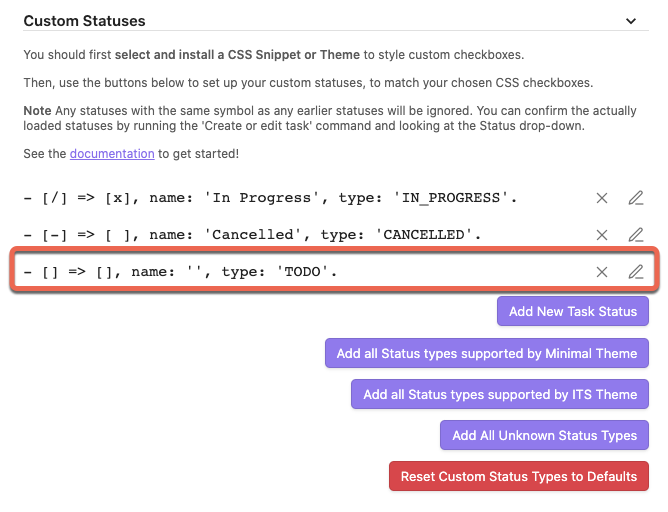 Custom Statuses
You should first select and install a CSS Snippet or Theme to style custom checkboxes.
Then, use the buttons below to set up your custom statuses, to match your chosen CSS checkboxes.
Note Any statuses with the same symbol as any earlier statuses will be ignored. You can confirm the actually
loaded statuses by running the 'Create or edit task' command and looking at the Status drop-down.
See the documentation to get started!
- [/] => [x], name: 'In Progress', type: 'IN_PROGRESS'.
- [-] => [ ], name: 'Cancelled', type: 'CANCELLED'.
- [] => [], name: '', type: 'TODO'.
Add New Task Status
Add all Status types supported by Minimal Theme
Add all Status types supported by ITS Theme
Add All Unknown Status Types
Reset Custom Status Types to Defaults